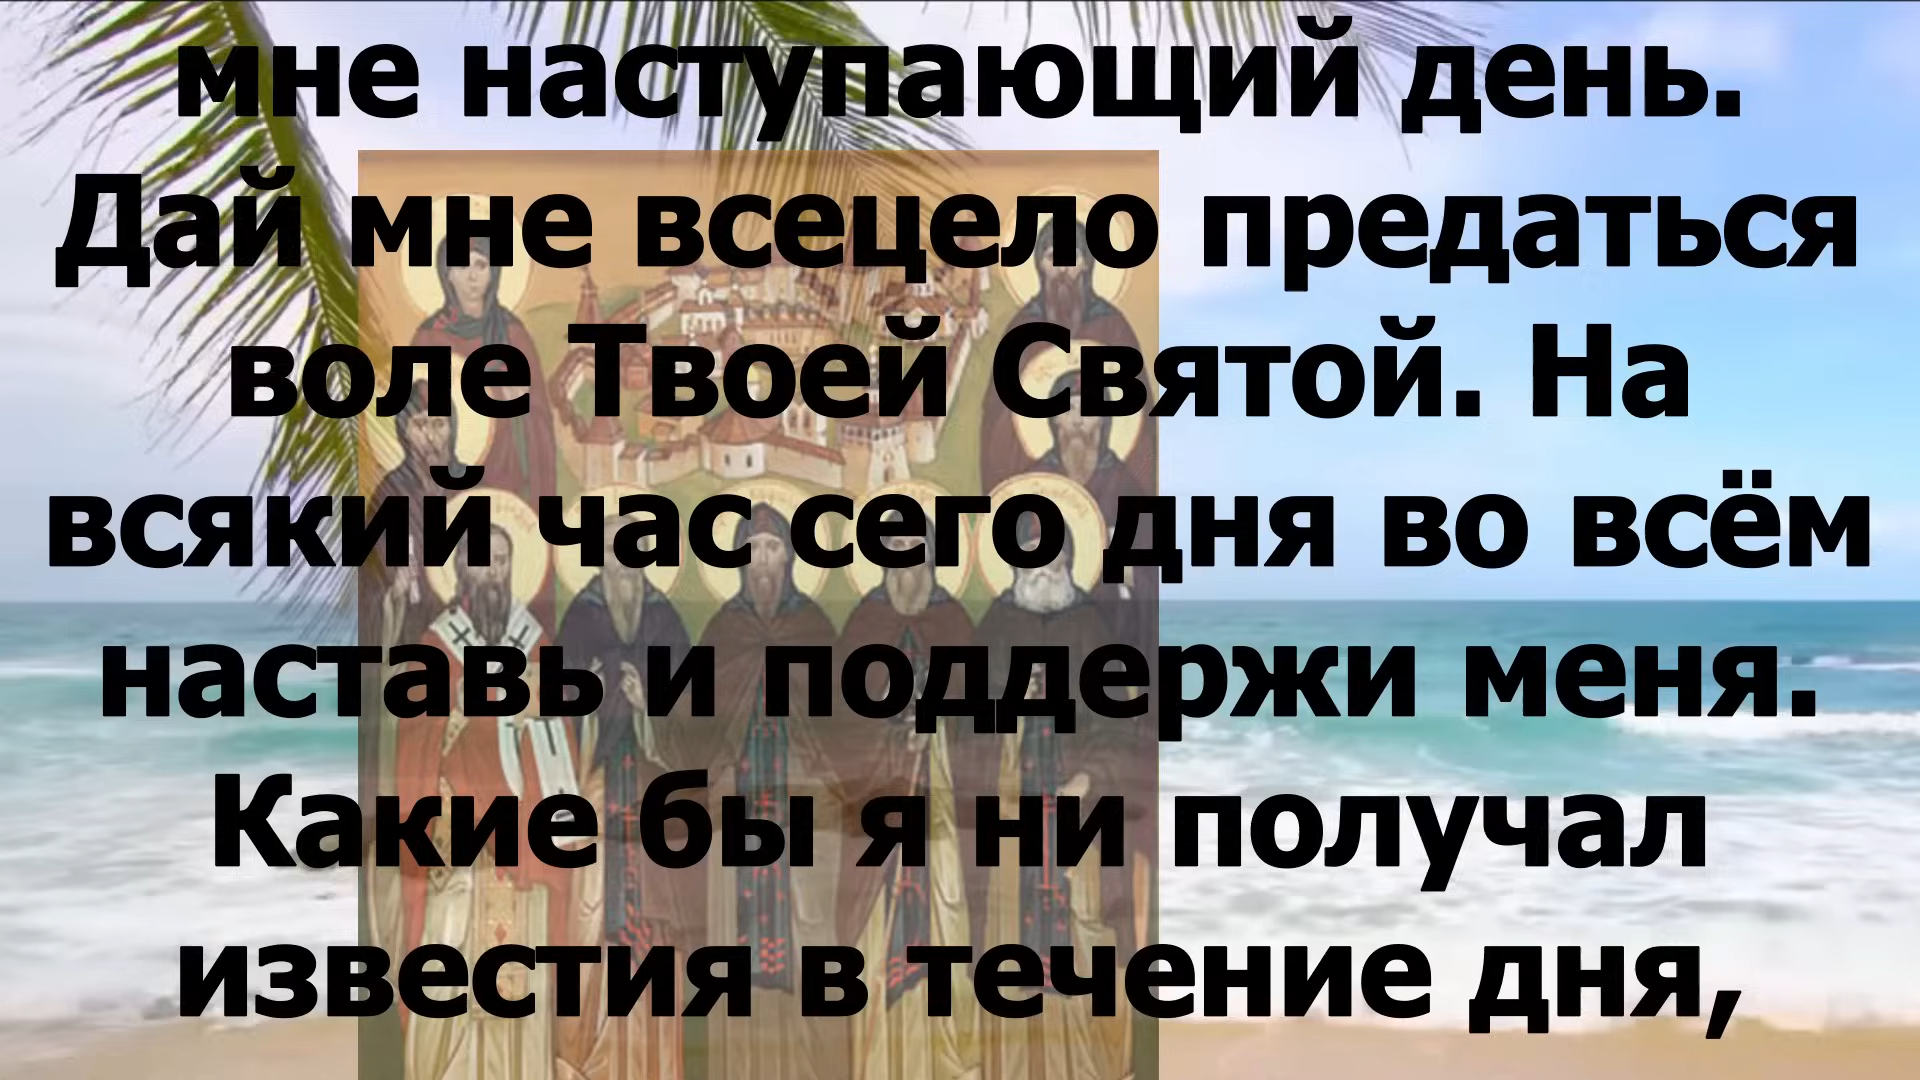 мне наступающий день.
Дай мне всецело предаться
воле Твоей Святой. На
всякий час сего дня во всём
наставь и поддержи меня.
Какие бы я ни получал
известия в течение дня,